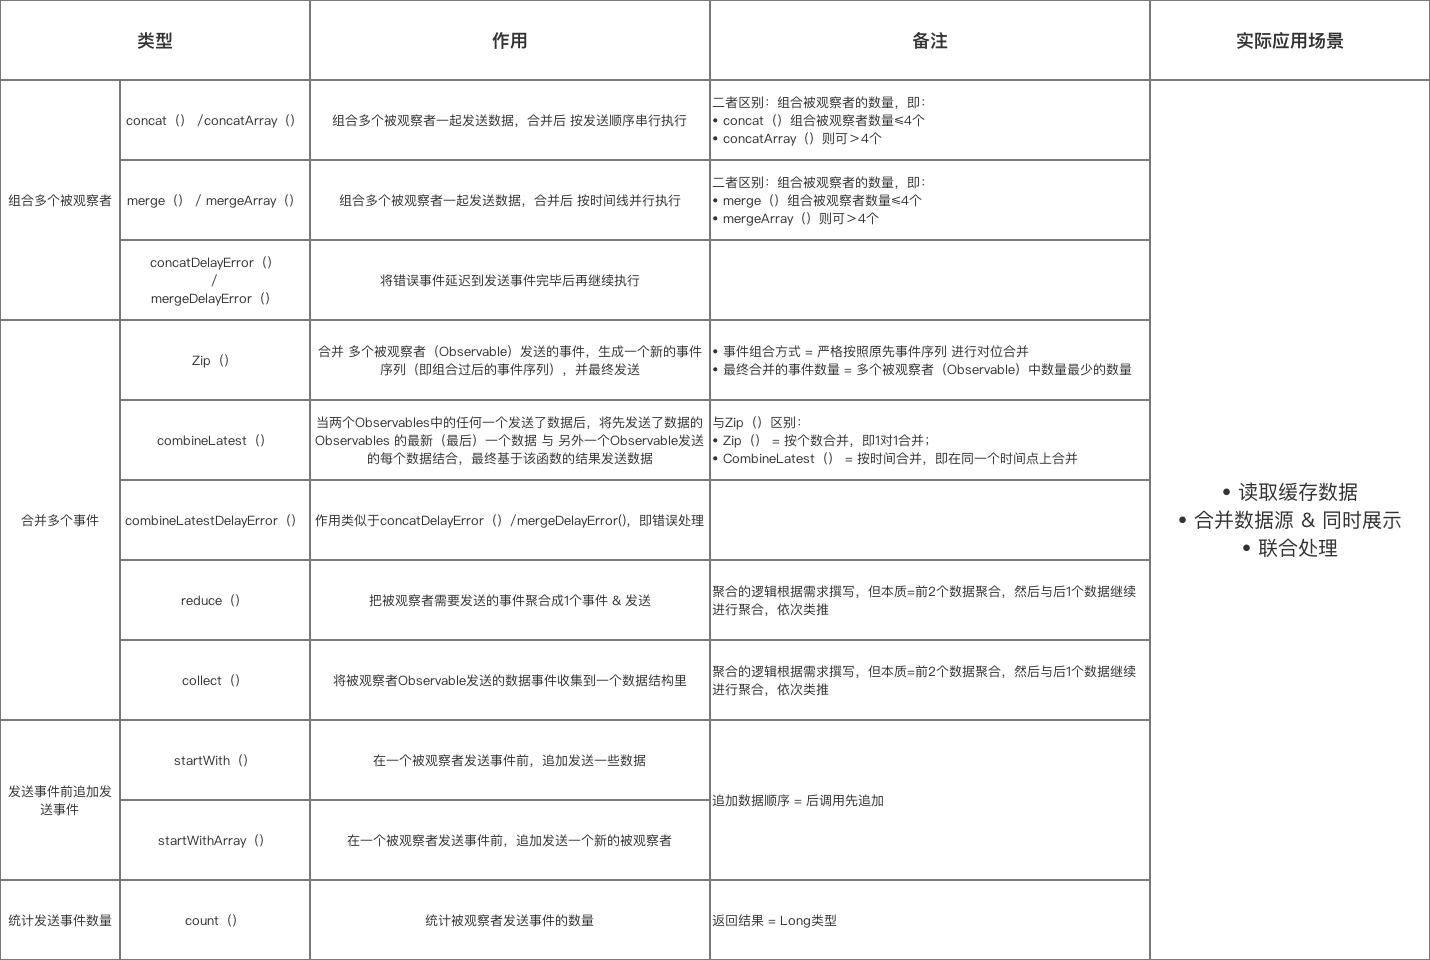 类型
作用
备注
实际应用场景
组合多个被观察者
concat（） /concatArray（）
组合多个被观察者一起发送数据，合并后 按发送顺序串行执行
二者区别：组合被观察者的数量，即：
• concat（）组合被观察者数量≤4个
• concatArray（）则可＞4个
merge（） / mergeArray（）
组合多个被观察者一起发送数据，合并后 按时间线并行执行
二者区别：组合被观察者的数量，即：
• merge（）组合被观察者数量≤4个
• mergeArray（）则可＞4个
concatDelayError（）
/
mergeDelayError（）
将错误事件延迟到发送事件完毕后再继续执行
合并多个事件
Zip（）
合并 多个被观察者（Observable）发送的事件，生成一个新的事件
序列（即组合过后的事件序列），并最终发送
• 事件组合方式 = 严格按照原先事件序列 进行对位合并
• 最终合并的事件数量 = 多个被观察者（Observable）中数量最少的数量
combineLatest（）
当两个Observables中的任何一个发送了数据后，将先发送了数据的
Observables 的最新（最后）一个数据 与 另外一个Observable发送
的每个数据结合，最终基于该函数的结果发送数据
与Zip（）区别：
• Zip（） = 按个数合并，即1对1合并；
• CombineLatest（） = 按时间合并，即在同一个时间点上合并
combineLatestDelayError（）
作用类似于concatDelayError（）/mergeDelayError()，即错误处理
reduce（）
把被观察者需要发送的事件聚合成1个事件 & 发送
聚合的逻辑根据需求撰写，但本质=前2个数据聚合，然后与后1个数据继续
进行聚合，依次类推
collect（）
将被观察者Observable发送的数据事件收集到一个数据结构里
聚合的逻辑根据需求撰写，但本质=前2个数据聚合，然后与后1个数据继续
进行聚合，依次类推
发送事件前追加发
送事件
startWith（）
在一个被观察者发送事件前，追加发送一些数据
追加数据顺序 = 后调用先追加
startWithArray（）
在一个被观察者发送事件前，追加发送一个新的被观察者
统计发送事件数量
count（）
统计被观察者发送事件的数量
返回结果 = Long类型
• 读取缓存数据
• 合并数据源 & 同时展示
• 联合处理